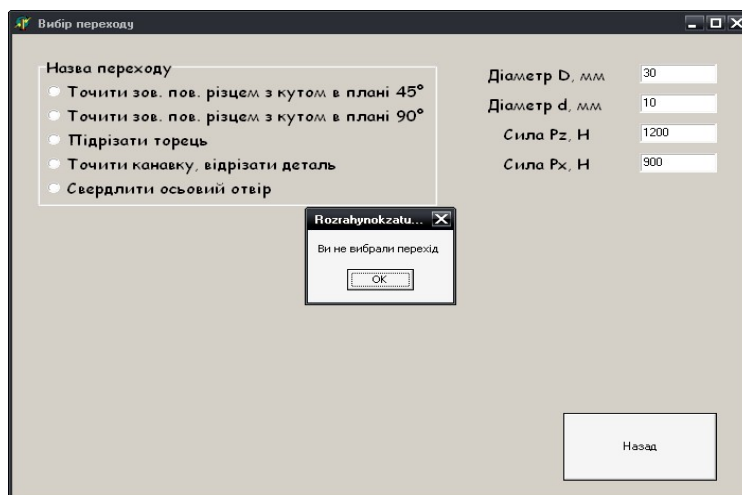 Вибір переходу
Назва переходу
Точити зов. пов. різцем з кутом в плані 45°
Точити зов. пов. різцем з кутом в плані 90°
Підрізати торець
Точити канавку, відрізати деталь
Свердлити осьовий отвір
Діаметр D, мм 30
Діаметр d, мм 10
Сила Pz, Н 1200
Сила Px, Н 900
Rozrahynokzatu...
Ви не вибрали перехід
OK
Назад